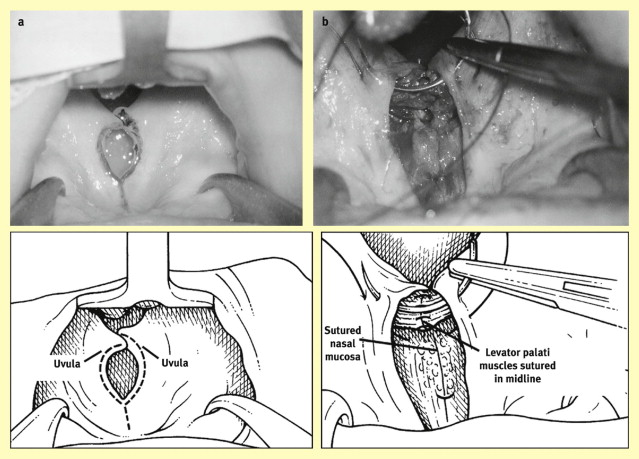 a
b
Uvula
Uvula
Sutured
nasal
mucosa
Levator palati
muscles sutured
in midline